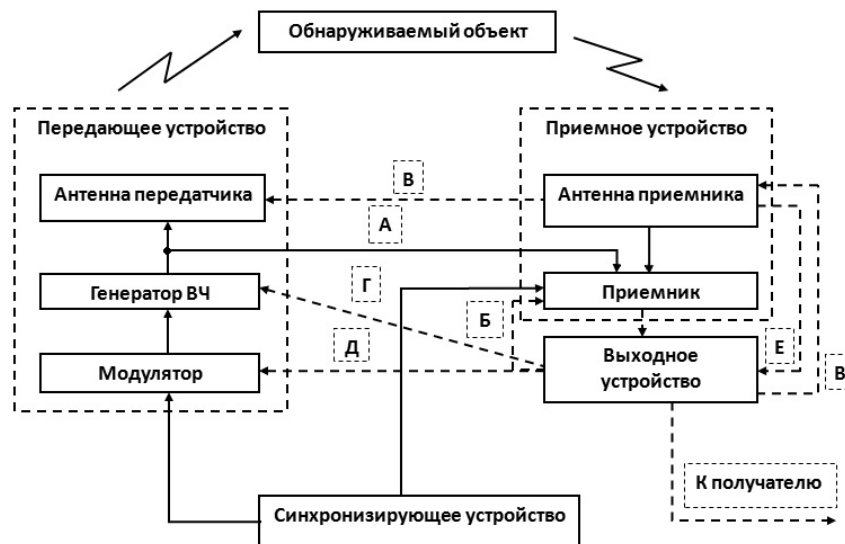 Обнаруживаемый объект
Передающее устройство
Приемное устройство
Антенна передатчика
В
Антенна приемника
А
Генератор ВЧ
Г
Приемник
Б
Модулятор
Д
Выходное
устройство
Е
В
К получателю
Синхронизирующее устройство